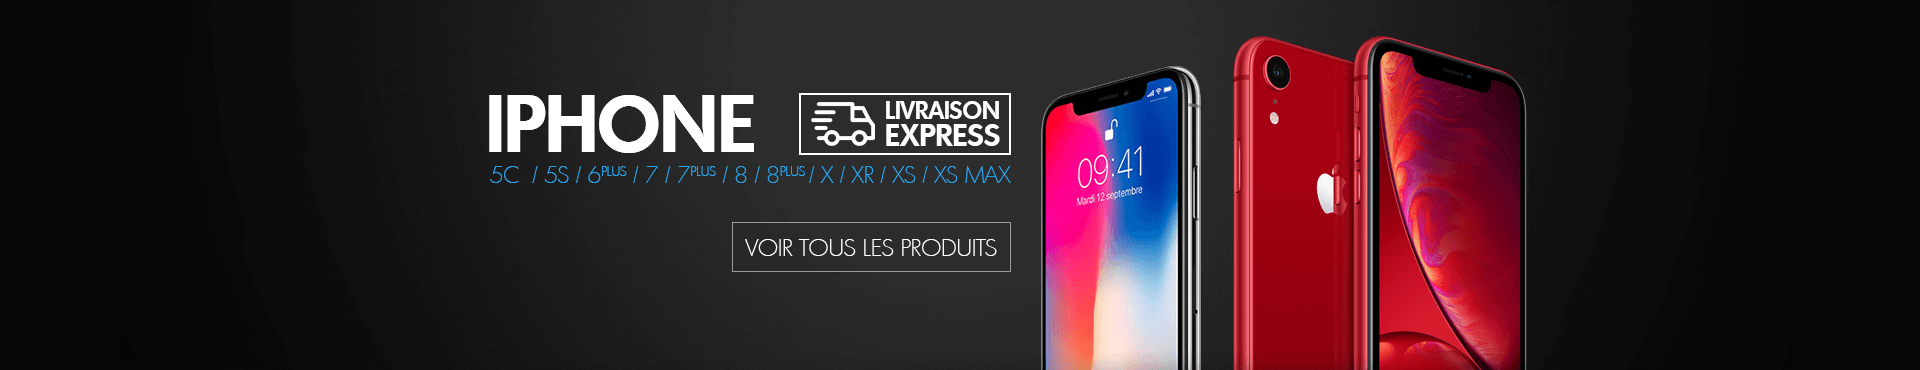 IPHONE
LIVRAISON
EXPRESS
5C / 5S / 6PLUS / 7 / 7PLUS / 8 / 8PLUS / X / XR / XS / XS MAX
VOIR TOUS LES PRODUITS
09:41
Mardi 12 septembre